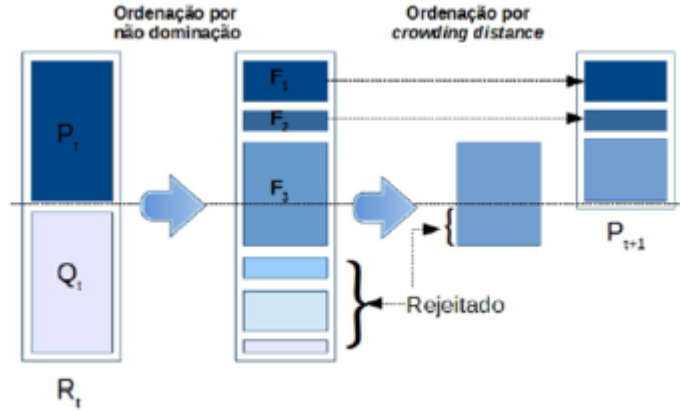 Ordenação por
não dominação
Ordenação por
crowding distance
F1
F2
F3
Pt
Qt
Rt
Pt+1
Rejeitado